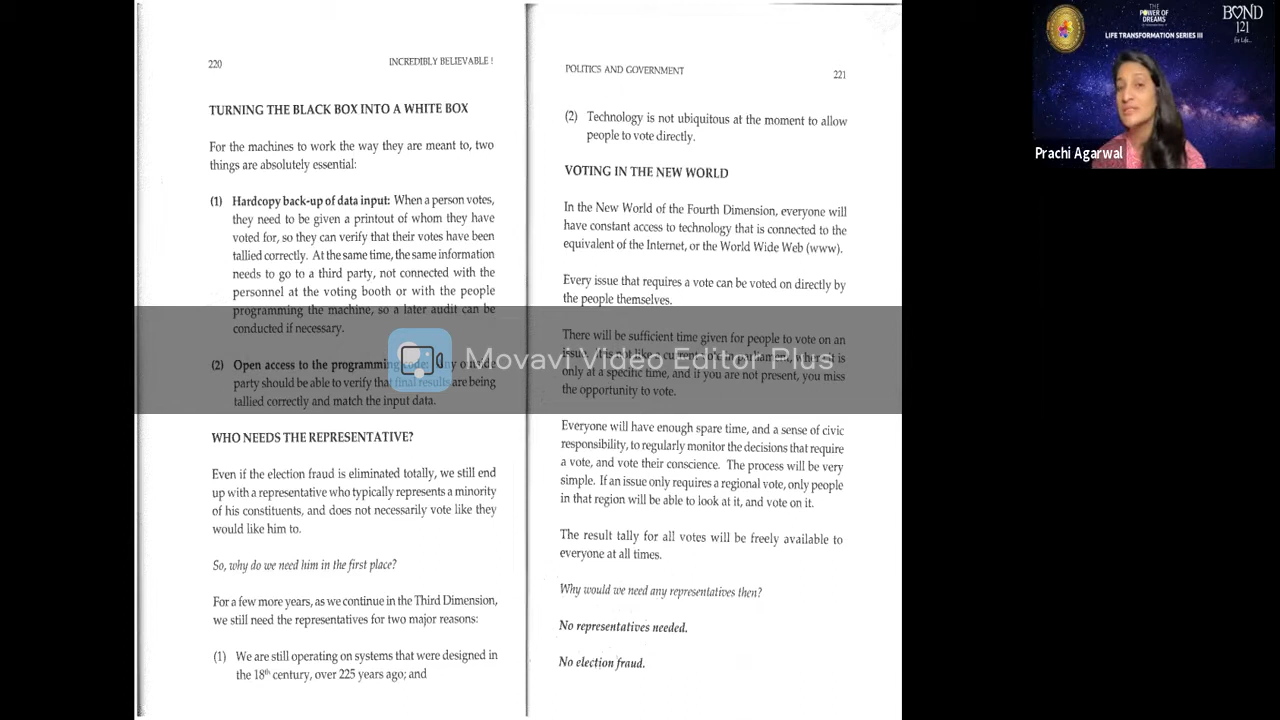 220
INCREDIBLY BELIEVABLE !
TURNING THE BLACK BOX INTO A WHITE BOX
For the machines to work the way they are meant to, two
things are absolutely essential:
(1) Hardcopy back-up of data input: When a person votes,
they need to be given a printout of whom they have
voted for, so they can verify that their votes have been
tallied correctly. At the same time, the same information
needs to go to a third party, not connected with the
personnel at the voting booth or with the people
programming the machine, so a later audit can be
conducted if necessary.
(2) Open access to the programming code: Any outside
party should be able to verify that final results are being
tallied correctly and match the input data.
WHO NEEDS THE REPRESENTATIVE?
Even if the election fraud is eliminated totally, we still end
up with a representative who typically represents a minority
of his constituents, and does not necessarily vote like they
would like him to.
So, why do we need him in the first place?
For a few more years, as we continue in the Third Dimension,
we still need the representatives for two major reasons:
(1) We are still operating on systems that were designed in
the 18th century, over 225 years ago; and
POLITICS AND GOVERNMENT
221
(2) Technology is not ubiquitous at the moment to allow
people to vote directly.
VOTING IN THE NEW WORLD
In the New World of the Fourth Dimension, everyone will
have constant access to technology that is connected to the
equivalent of the Internet, or the World Wide Web (www).
Every issue that requires a vote can be voted on directly by
the people themselves.
There will be sufficient time given for people to vote on an
issue. It is not like a current vote in parliament, where it is
only at a specific time, and if you are not present, you miss
the opportunity to vote.
Everyone will have enough spare time, and a sense of civic
responsibility, to regularly monitor the decisions that require
a vote, and vote their conscience. The process will be very
simple. If an issue only requires a regional vote, only people
in that region will be able to look at it, and vote on it.
The result tally for all votes will be freely available to
everyone at all times.
Why would we need any representatives then?
No representatives needed.
No election fraud.
Movavi Video Editor Plus
THE
POWER OF
DREAMS
LIFE TRANSFORMATION SERIES III
BOND
121
for Life...
Prachi Agarwal